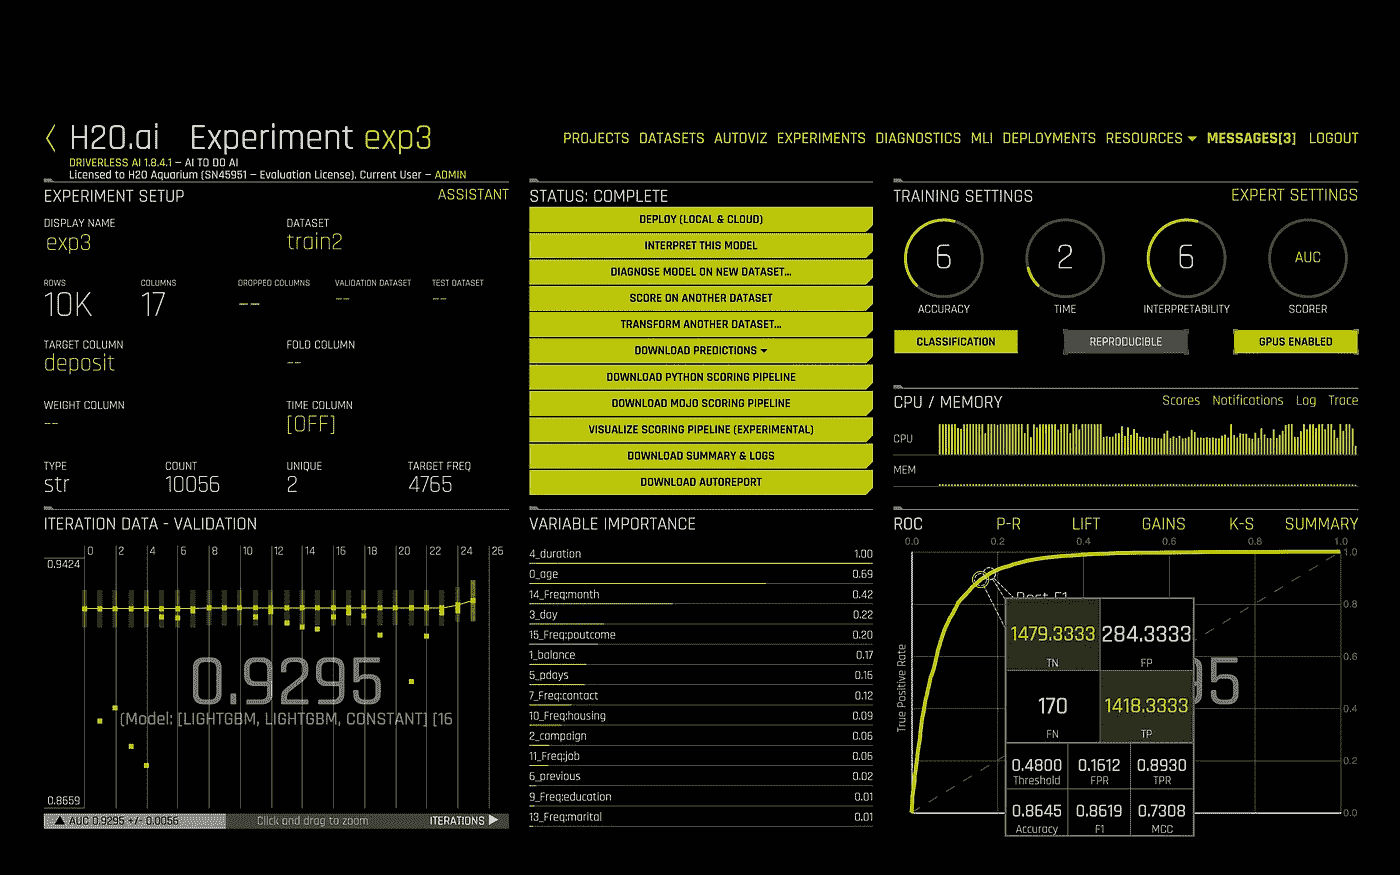 H2O.ai Experiment exp3
DRIVERLESS AI 1.8.4.1 – AI TO DO AI
Licensed to H2O Aquarium (SN45951 – Evaluation License). Current User – ADMIN
PROJECTS DATASETS AUTOVIZ EXPERIMENTS DIAGNOSTICS MLI DEPLOYMENTS RESOURCES MESSAGES[3] LOGOUT
EXPERIMENT SETUP ASSISTANT
DISPLAY NAME DATASET
exp3 train2
ROWS COLUMNS DROPPED COLUMNS VALIDATION DATASET TEST DATASET
10K 17 -- -- --
TARGET COLUMN FOLD COLUMN
deposit --
WEIGHT COLUMN TIME COLUMN
-- [OFF]
TYPE COUNT UNIQUE TARGET FREQ
str 10056 2 4765
STATUS: COMPLETE
DEPLOY (LOCAL & CLOUD)
INTERPRET THIS MODEL
DIAGNOSE MODEL ON NEW DATASET...
SCORE ON ANOTHER DATASET
TRANSFORM ANOTHER DATASET...
DOWNLOAD PREDICTIONS
DOWNLOAD PYTHON SCORING PIPELINE
DOWNLOAD MOJO SCORING PIPELINE
VISUALIZE SCORING PIPELINE (EXPERIMENTAL)
DOWNLOAD SUMMARY & LOGS
DOWNLOAD AUTOREPORT
TRAINING SETTINGS EXPERT SETTINGS
6 2 6 AUC
ACCURACY TIME INTERPRETABILITY SCORER
CLASSIFICATION REPRODUCIBLE GPUS ENABLED
CPU / MEMORY Scores Notifications Log Trace
CPU
MEM
ITERATION DATA - VALIDATION
0 2 4 6 8 10 12 14 16 18 20 22 24 26
0.9424
0.9295
(Model: [LIGHTGBM, LIGHTGBM, CONSTANT] [16
0.8659
AUC 0.9295 +/- 0.0056 Click and drag to zoom ITERATIONS
VARIABLE IMPORTANCE
4_duration 1.00
0_age 0.69
14_Freq:month 0.42
3_day 0.22
15_Freq:poutcome 0.20
1_balance 0.17
5_pdays 0.15
7_Freq:contact 0.12
10_Freq:housing 0.09
2_campaign 0.06
11_Freq:job 0.06
6_previous 0.02
9_Freq:education 0.01
13_Freq:marital 0.01
ROC P-R LIFT GAINS K-S SUMMARY
0.0 0.2 0.4 0.6 0.8 1.0
1.0
0.8
0.6
0.4
0.2
0.0
True Positive Rate
Best F1
95
1479.3333 284.3333
TN FP
170 1418.3333
FN TP
0.4800 0.1612 0.8930
Threshold FPR TPR
0.8645 0.8619 0.7308
Accuracy F1 MCC